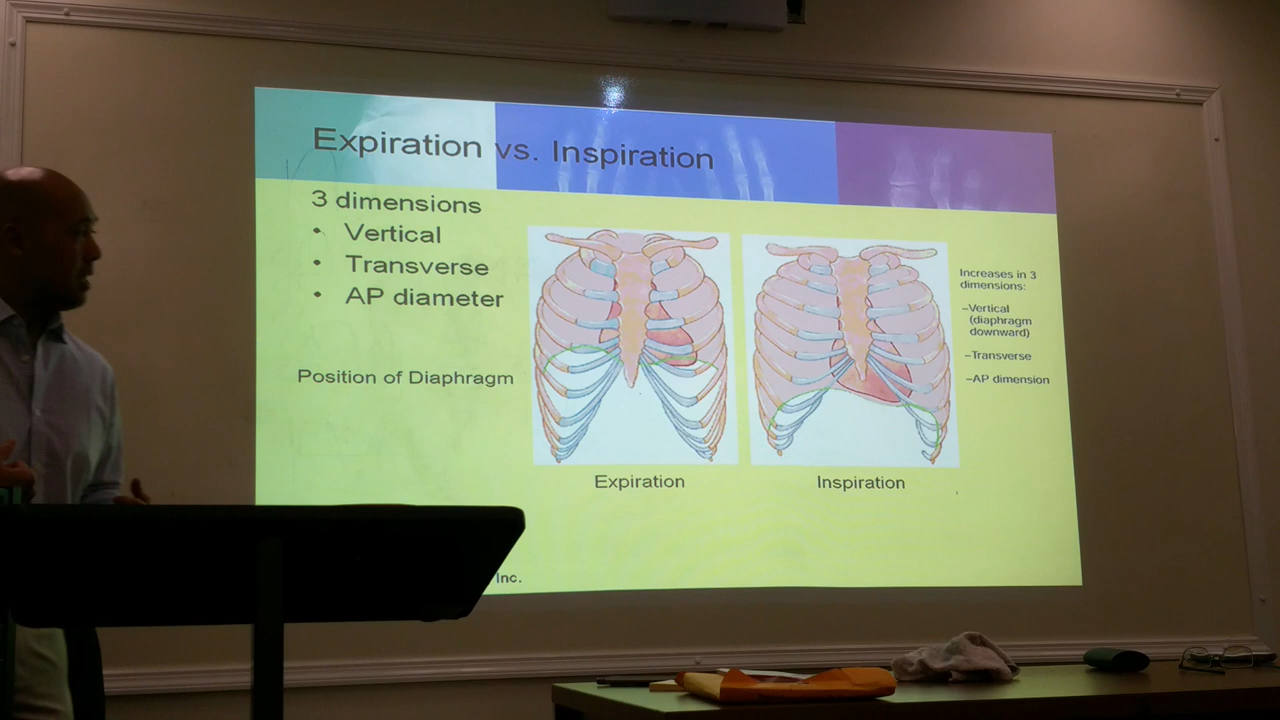 Expiration vs. Inspiration
3 dimensions
• Vertical
• Transverse
• AP diameter
Position of Diaphragm
Expiration
Inspiration
Increases in 3
dimensions:
–Vertical
(diaphragm
downward)
–Transverse
–AP dimension
Inc.